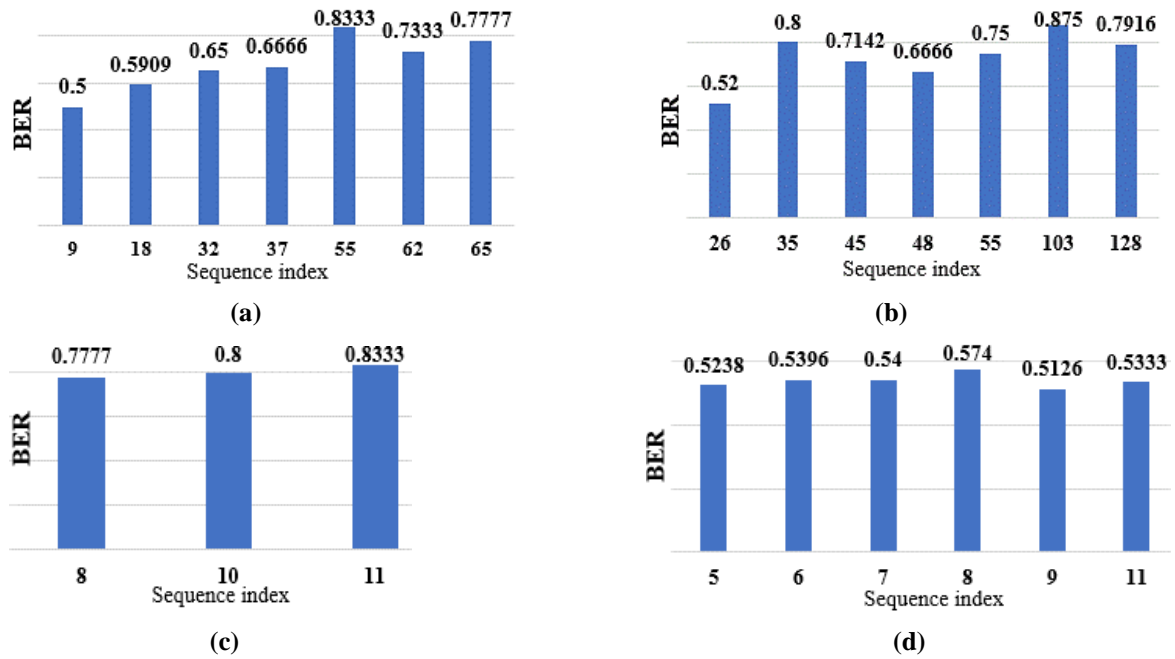 0.5 0.5909 0.65 0.6666 0.8333 0.7333 0.7777
BER
9 18 32 37 55 62 65
Sequence index
(a)
0.52 0.8 0.7142 0.6666 0.75 0.875 0.7916
BER
26 35 45 48 55 103 128
Sequence index
(b)
0.7777 0.8 0.8333
BER
8 10 11
Sequence index
(c)
0.5238 0.5396 0.54 0.574 0.5126 0.5333
BER
5 6 7 8 9 11
Sequence index
(d)